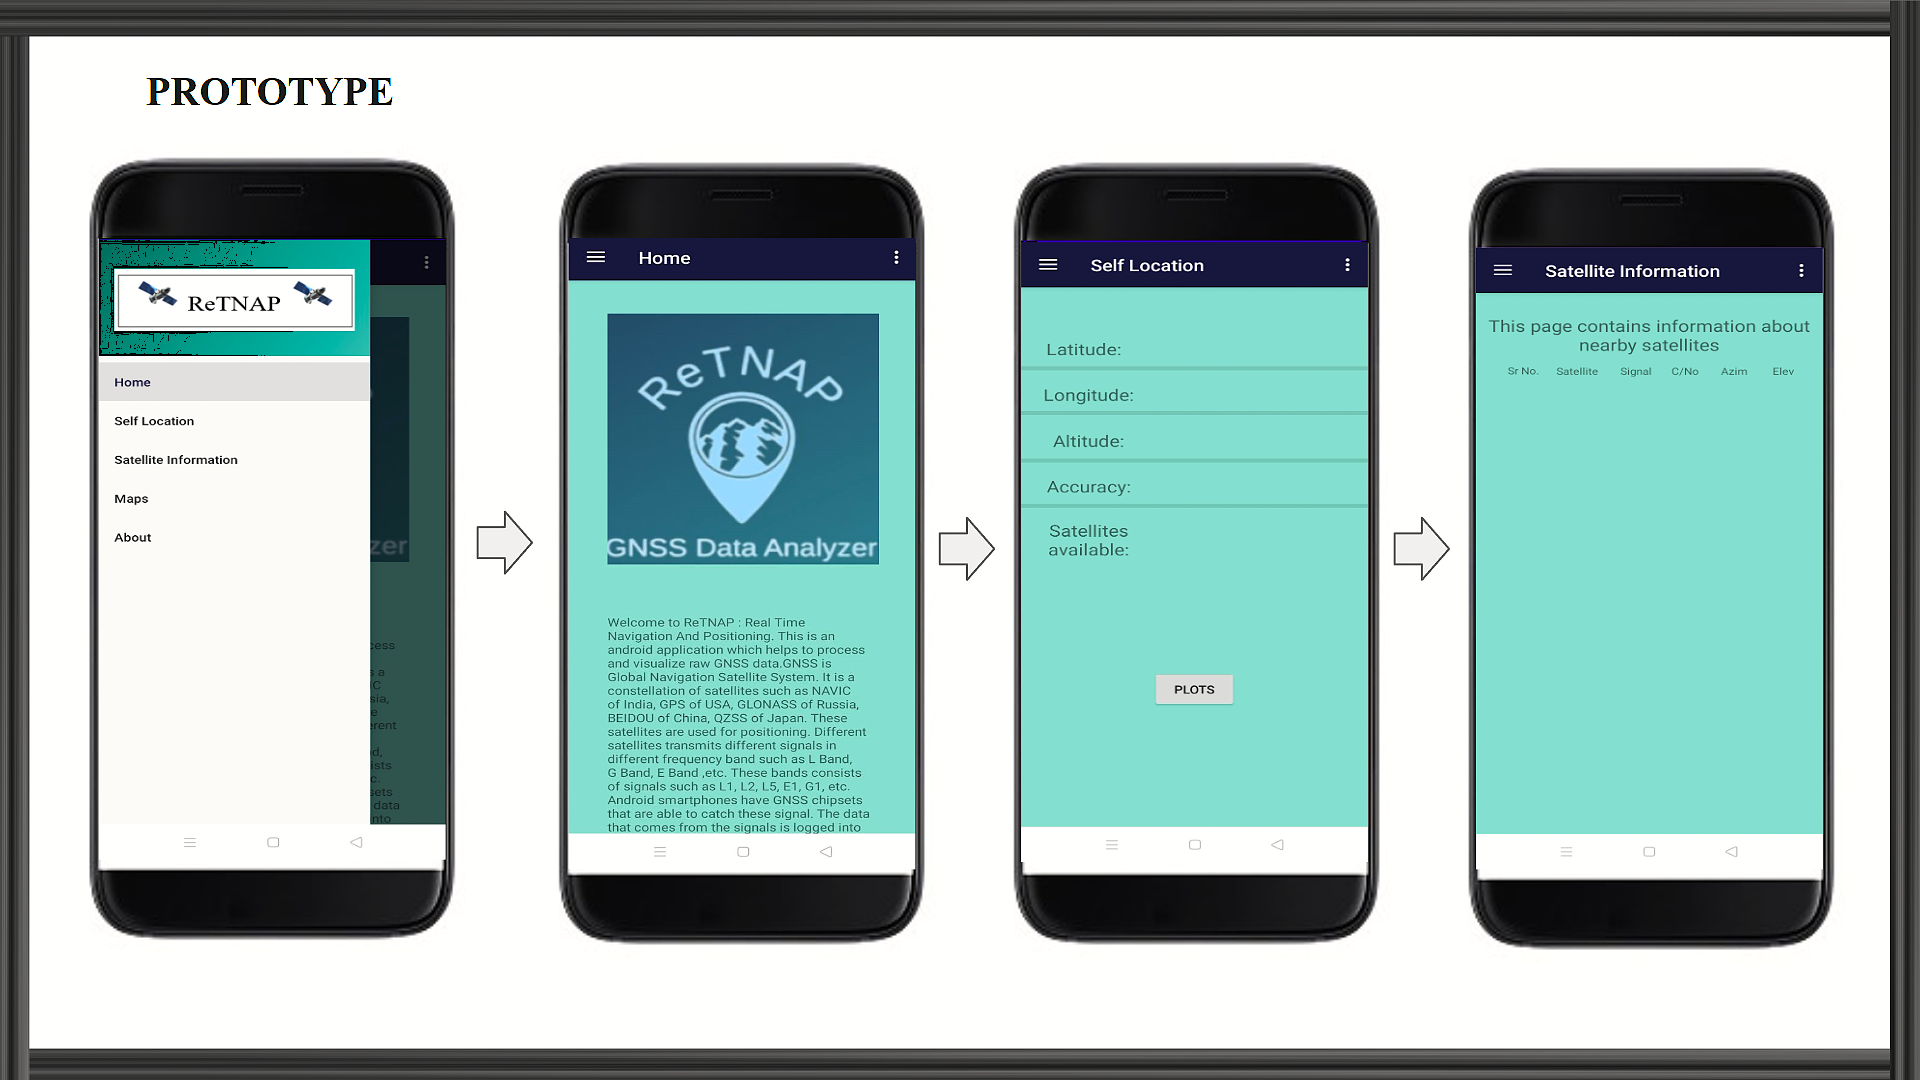 PROTOTYPE
ReTNAP
Home
Self Location
Satellite Information
Maps
About
zer
cess
s a
C
sia,
e
erent
d,
ists
c.
sets
data
nto
Home
ReTNAP
GNSS Data Analyzer
Welcome to ReTNAP : Real Time
Navigation And Positioning. This is an
android application which helps to process
and visualize raw GNSS data.GNSS is
Global Navigation Satellite System. It is a
constellation of satellites such as NAVIC
of India, GPS of USA, GLONASS of Russia,
BEIDOU of China, QZSS of Japan. These
satellites are used for positioning. Different
satellites transmits different signals in
different frequency band such as L Band,
G Band, E Band ,etc. These bands consists
of signals such as L1, L2, L5, E1, G1, etc.
Android smartphones have GNSS chipsets
that are able to catch these signal. The data
that comes from the signals is logged into
Self Location
Latitude:
Longitude:
Altitude:
Accuracy:
Satellites
available:
PLOTS
Satellite Information
This page contains information about
nearby satellites
Sr No. Satellite Signal C/No Azim Elev